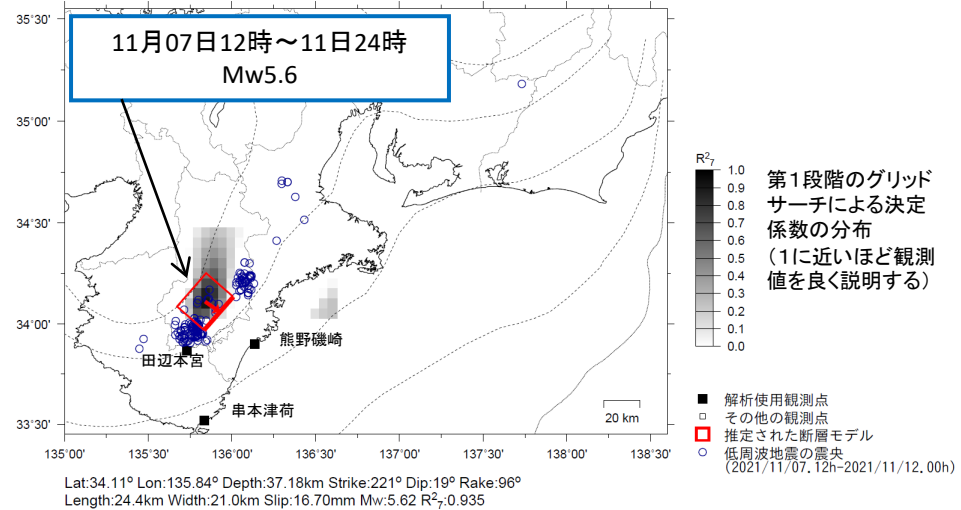 35°30'
11月07日12時～11日24時
Mw5.6
35°00'
34°30'
34°00'
33°30'
熊野磯崎
田辺本宮
串本津荷
20 km
135°00'
135°30'
136°00'
136°30'
137°00'
137°30'
138°00'
138°30'
R²₇
1.0
0.9
0.8
0.7
0.6
0.5
0.4
0.3
0.2
0.1
0.0
第１段階のグリッド
サーチによる決定
係数の分布
（１に近いほど観測
値を良く説明する）
解析使用観測点
その他の観測点
推定された断層モデル
低周波地震の震央
(2021/11/07.12h-2021/11/12.00h)
Lat:34.11° Lon:135.84° Depth:37.18km Strike:221° Dip:19° Rake:96°
Length:24.4km Width:21.0km Slip:16.70mm Mw:5.62 R²₇:0.935